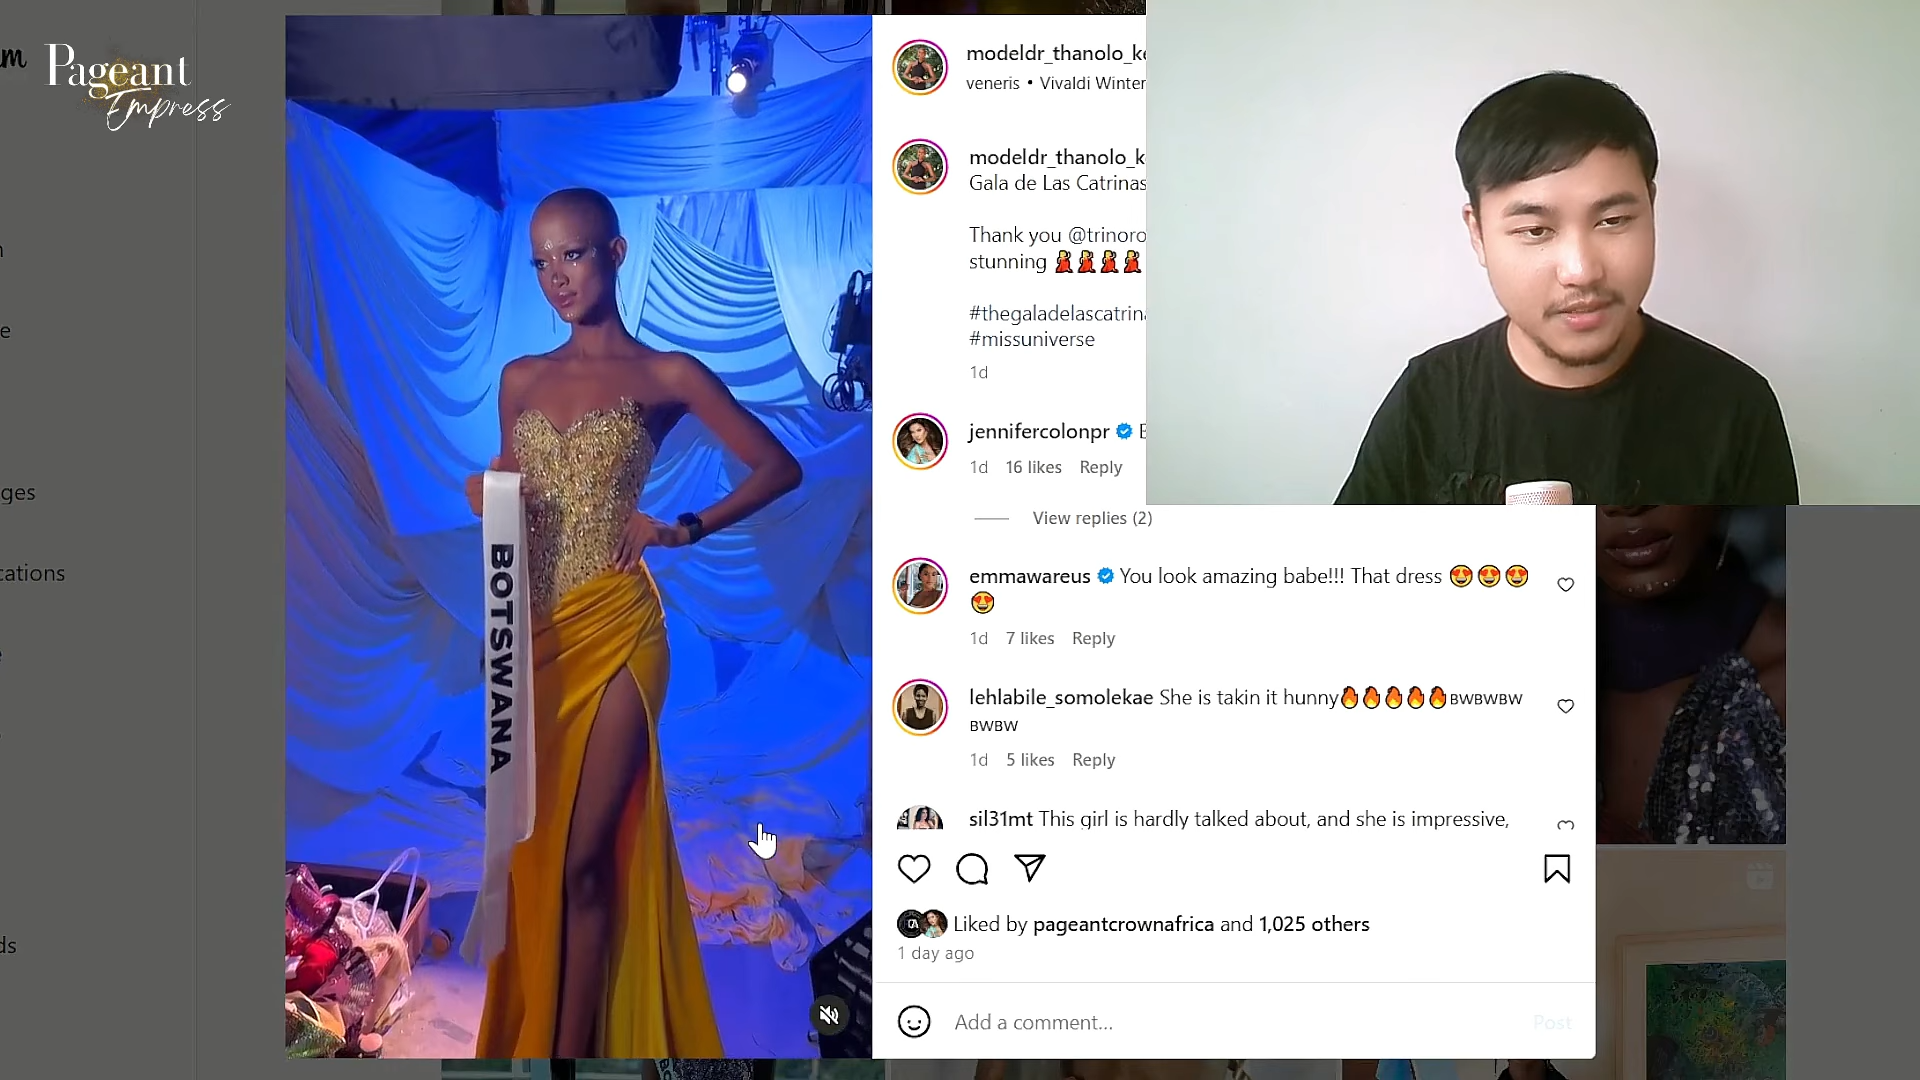 m
Pageant
Empress
n
e
ges
cations
e
ds
BOTSWANA
modeldr_thanolo_ke
veneris • Vivaldi Winter
modeldr_thanolo_k
Gala de Las Catrinas
Thank you @trinoro
stunning 💃💃💃💃
#thegaladelascatrina
#missuniverse
1d
jennifercolonpr
1d 16 likes Reply
View replies (2)
emmawareus You look amazing babe!!! That dress 😍😍😍
😍
1d 7 likes Reply
lehlabile_somolekae She is takin it hunny🔥🔥🔥🔥🔥BWBWBW
BWBW
1d 5 likes Reply
sil31mt This girl is hardly talked about, and she is impressive,
Liked by pageantcrownafrica and 1,025 others
1 day ago
Add a comment...
Post